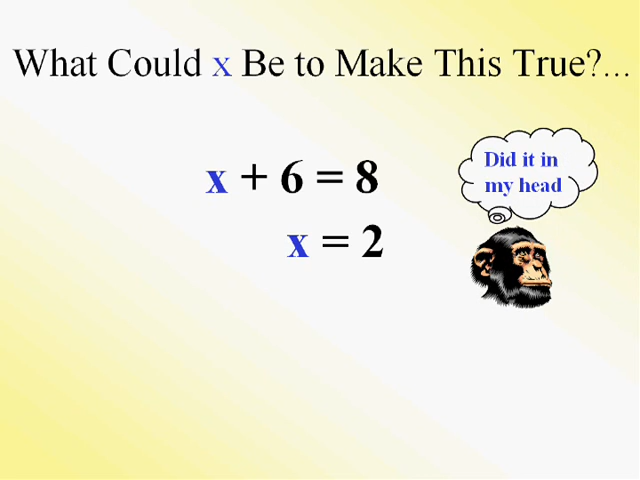 What Could x Be to Make This True?...
x + 6 = 8
x = 2
Did it in
my head